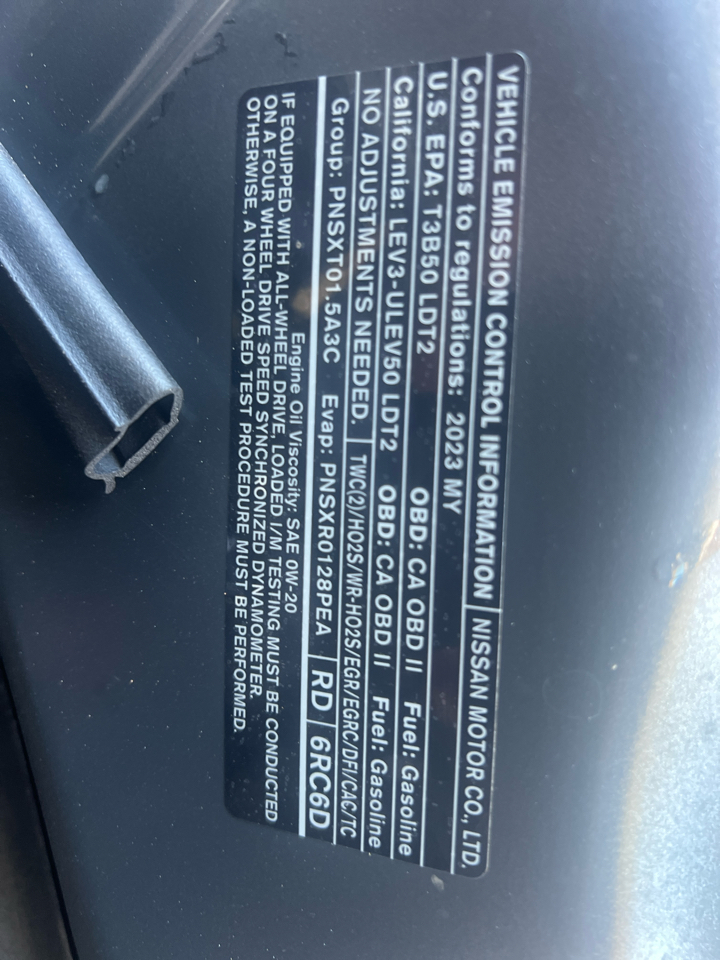 VEHICLE EMISSION CONTROL INFORMATION NISSAN MOTOR CO., LTD.
Conforms to regulations: 2023 MY
U.S. EPA: T3B50 LDT2 OBD: CA OBD II Fuel: Gasoline
California: LEV3-ULEV50 LDT2 OBD: CA OBD II Fuel: Gasoline
NO ADJUSTMENTS NEEDED. TWC(2)/HO2S/WR-HO2S/EGR/EGRC/DFI/CAC/TC
Group: PNSXT01.5A3C Evap: PNSXR0128PEA RD 6RC6D
Engine Oil Viscosity: SAE 0W-20
IF EQUIPPED WITH ALL-WHEEL DRIVE, LOADED I/M TESTING MUST BE CONDUCTED
ON A FOUR WHEEL DRIVE SPEED SYNCHRONIZED DYNAMOMETER.
OTHERWISE, A NON-LOADED TEST PROCEDURE MUST BE PERFORMED.